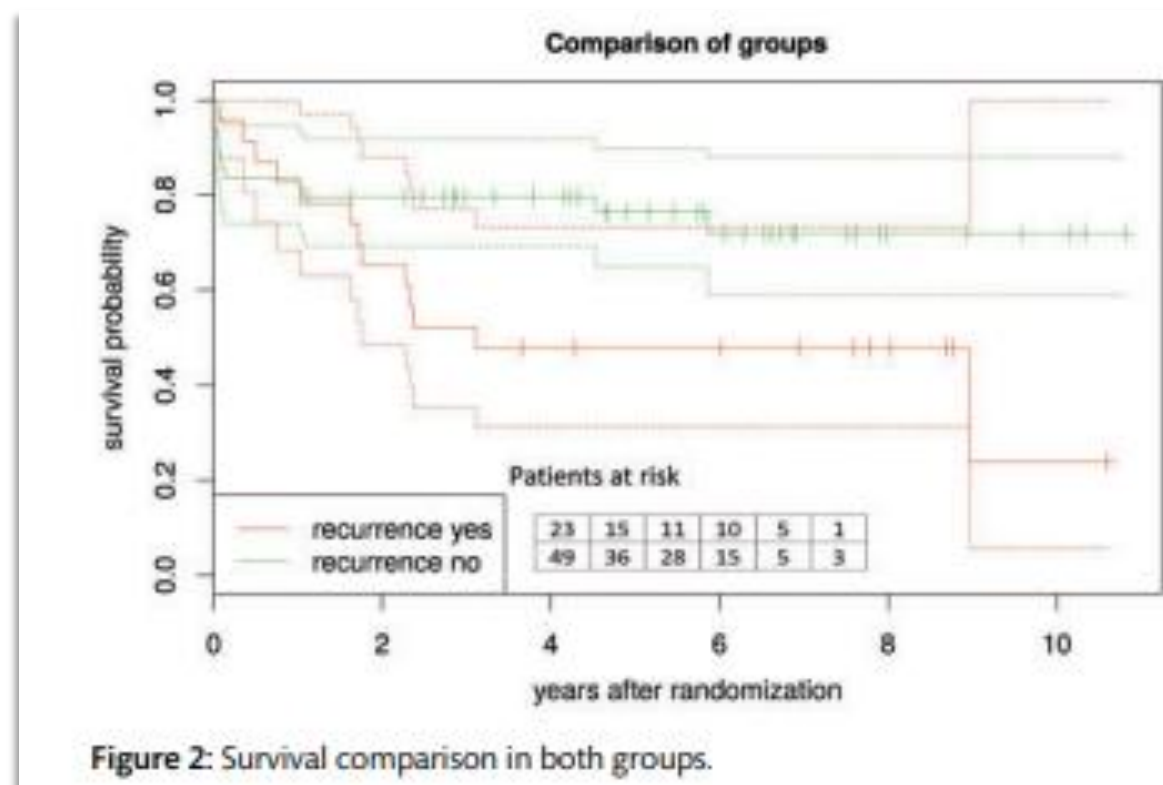 Comparison of groups
survival probability
1.0
0.8
0.6
0.4
0.2
0.0
Patients at risk
recurrence yes
recurrence no
23 15 11 10 5 1
49 36 28 15 5 3
0 2 4 6 8 10
years after randomization
Figure 2: Survival comparison in both groups.